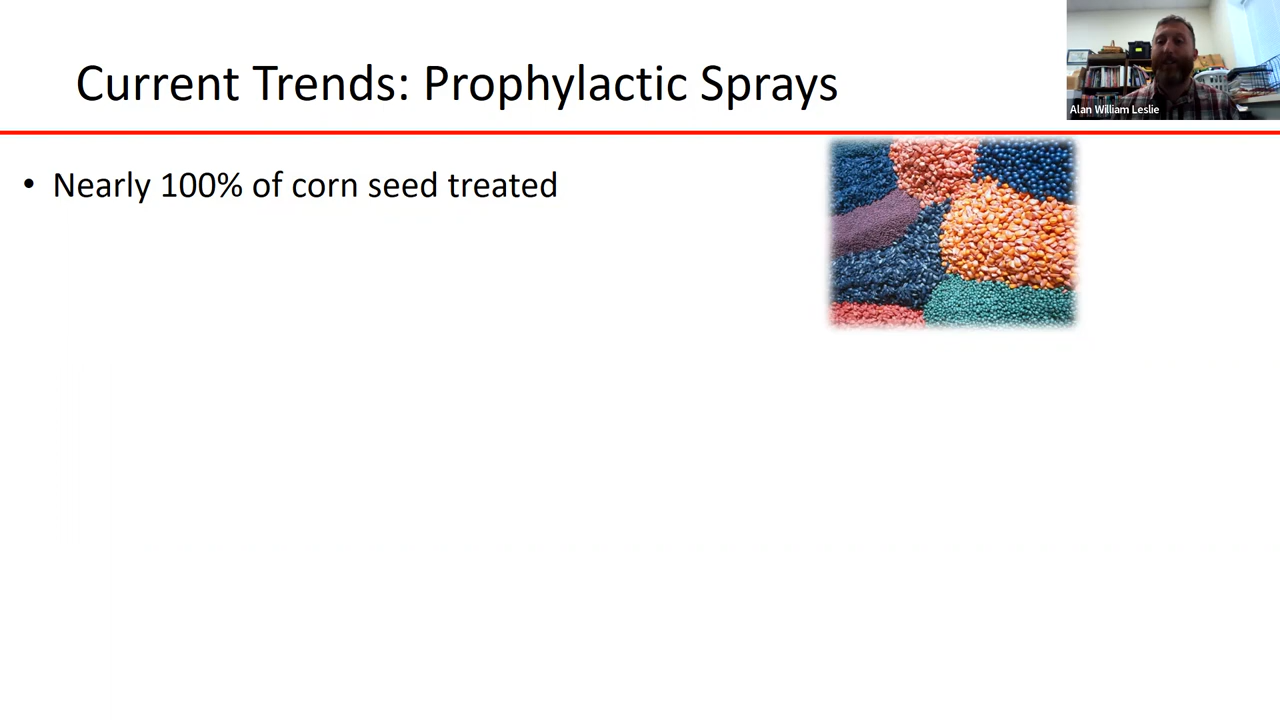 Current Trends: Prophylactic Sprays
Alan William Leslie
• Nearly 100% of corn seed treated